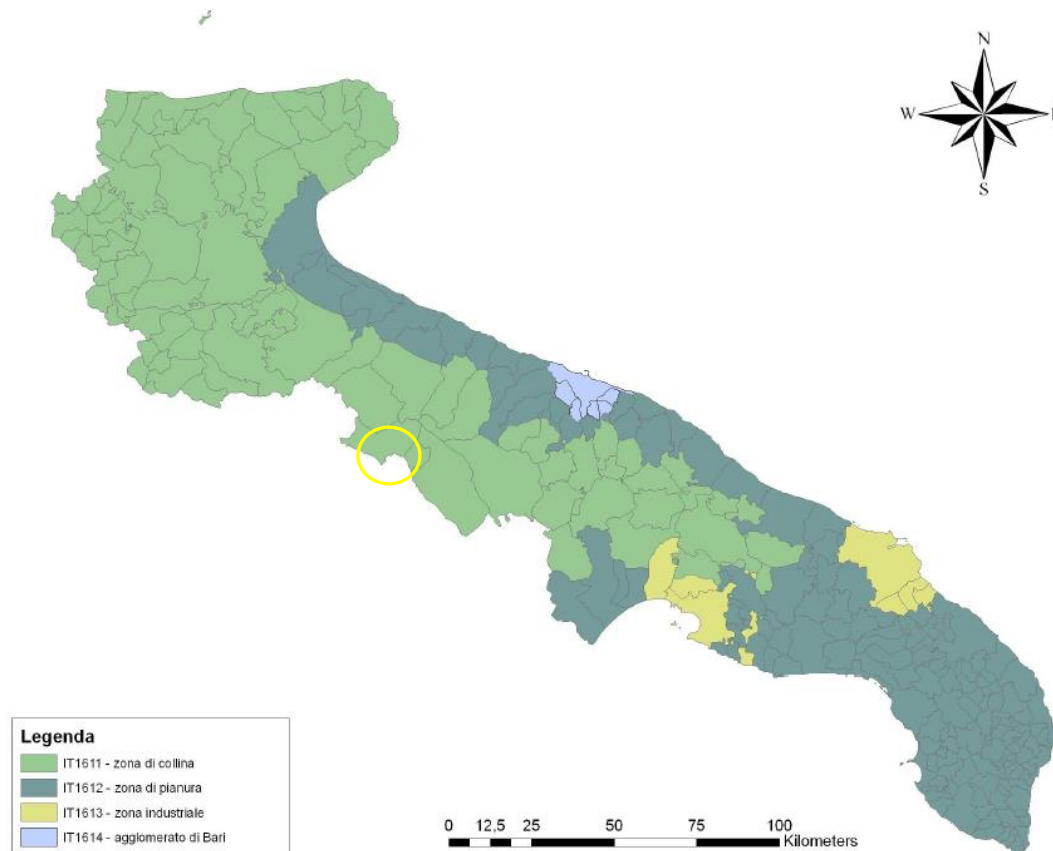 N
W
S
Legenda
IT1611 - zona di collina
IT1612 - zona di pianura
IT1613 - zona industriale
IT1614 - agglomerato di Bari
0 12,5 25 50 75 100
Kilometers